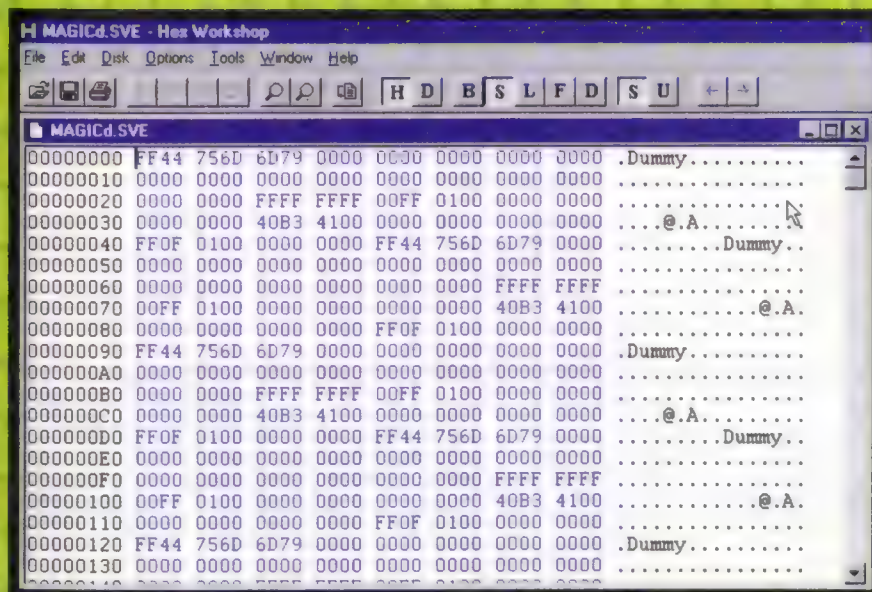 MAGICd.SVE - Hex Workshop
File Edit Disk Options Tools Window Help
H D B S L F D S U
MAGICd.SVE
00000000 FF44 756D 6D79 0000 0000 0000 0000 0000 .Dummy..........
00000010 0000 0000 0000 0000 0000 0000 0000 0000 ................
00000020 0000 0000 FFFF FFFF 00FF 0100 0000 0000 ................
00000030 0000 0000 40B3 4100 0000 0000 0000 0000 ....@.A.........
00000040 FF0F 0100 0000 0000 FF44 756D 6D79 0000 .........Dummy..
00000050 0000 0000 0000 0000 0000 0000 0000 0000 ................
00000060 0000 0000 0000 0000 0000 0000 FFFF FFFF ................
00000070 00FF 0100 0000 0000 0000 0000 40B3 4100 ............@.A.
00000080 0000 0000 0000 0000 FF0F 0100 0000 0000 ................
00000090 FF44 756D 6D79 0000 0000 0000 0000 0000 .Dummy..........
000000A0 0000 0000 0000 0000 0000 0000 0000 0000 ................
000000B0 0000 0000 FFFF FFFF 00FF 0100 0000 0000 ................
000000C0 0000 0000 40B3 4100 0000 0000 0000 0000 ....@.A.........
000000D0 FF0F 0100 0000 0000 FF44 756D 6D79 0000 .........Dummy..
000000E0 0000 0000 0000 0000 0000 0000 0000 0000 ................
000000F0 0000 0000 0000 0000 0000 0000 FFFF FFFF ................
00000100 00FF 0100 0000 0000 0000 0000 40B3 4100 ............@.A.
00000110 0000 0000 0000 0000 FF0F 0100 0000 0000 ................
00000120 FF44 756D 6D79 0000 0000 0000 0000 0000 .Dummy..........
00000130 0000 0000 0000 0000 0000 0000 0000 0000 ................